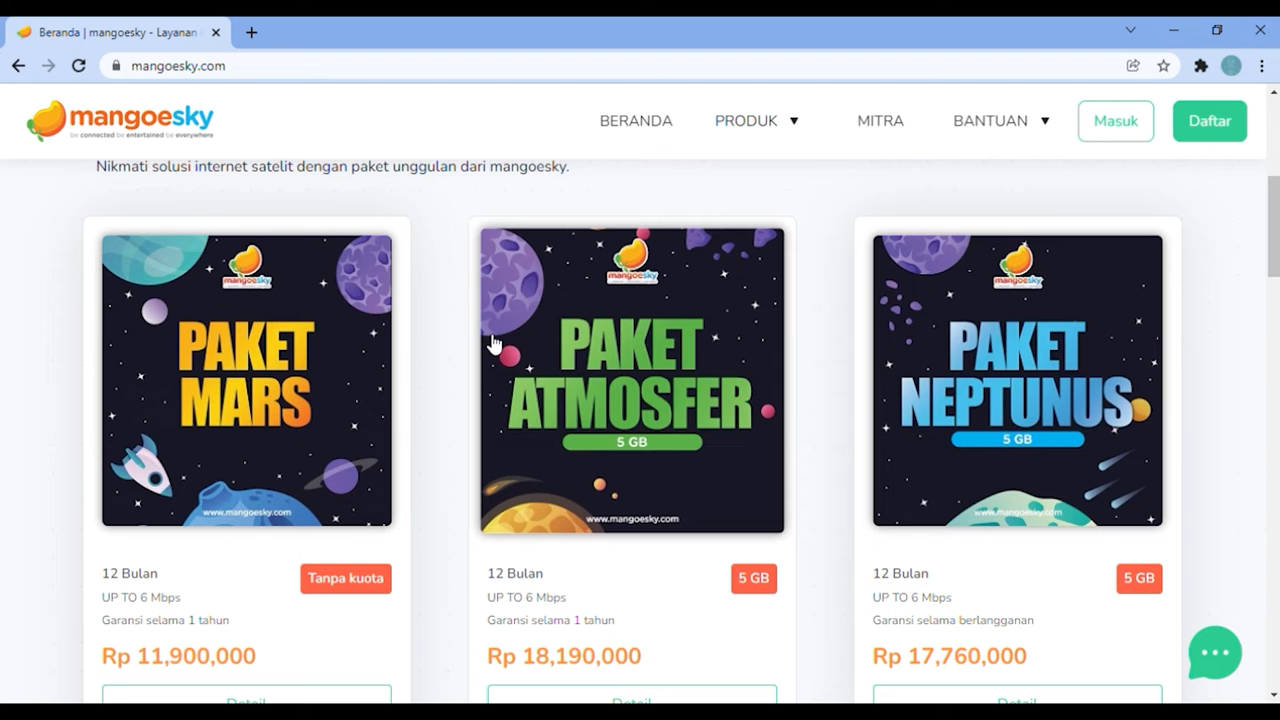 Beranda | mangoesky - Layanan
mangoesky.com
mangoesky
be connected be entertained be everywhere
BERANDA
PRODUK
MITRA
BANTUAN
Masuk
Daftar
Nikmati solusi internet satelit dengan paket unggulan dari mangoesky.
mangoesky
PAKET
MARS
www.mangoesky.com
12 Bulan
Tanpa kuota
UP TO 6 Mbps
Garansi selama 1 tahun
Rp 11,900,000
Detail
mangoesky
PAKET
ATMOSFER
5 GB
www.mangoesky.com
12 Bulan
5 GB
UP TO 6 Mbps
Garansi selama 1 tahun
Rp 18,190,000
Detail
mangoesky
PAKET
NEPTUNUS
5 GB
www.mangoesky.com
12 Bulan
5 GB
UP TO 6 Mbps
Garansi selama berlangganan
Rp 17,760,000
Detail